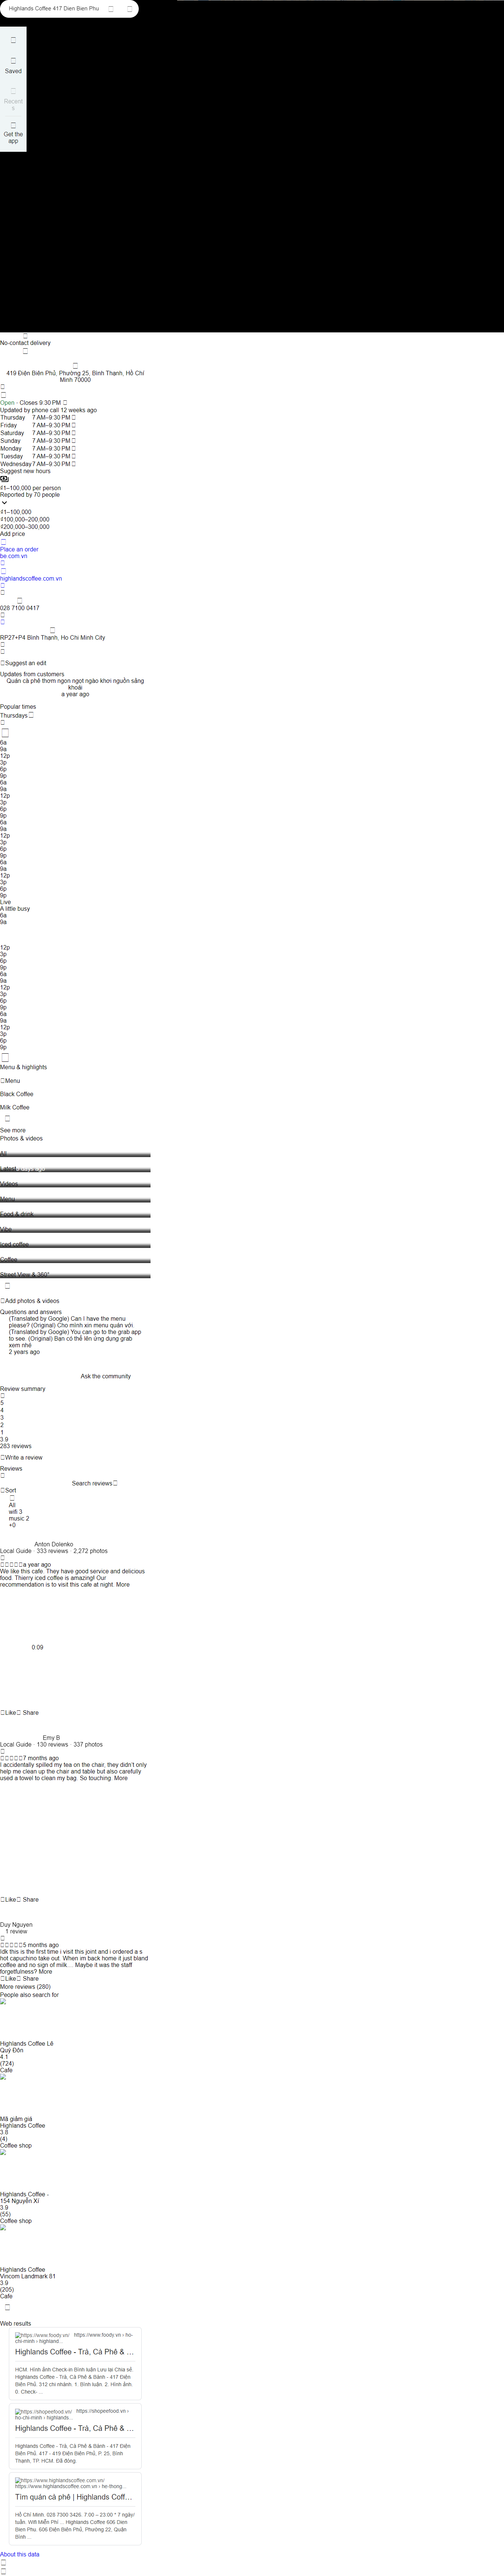 Highlands Coffee 417 Dien Bien Phu
Saved
Recent
s
Get the
app
No-contact delivery
419 Điện Biên Phủ, Phường 25, Bình Thạnh, Hồ Chí
Minh 70000
Open · Closes 9:30 PM
Updated by phone call 12 weeks ago
Thursday 7 AM–9:30 PM
Friday 7 AM–9:30 PM
Saturday 7 AM–9:30 PM
Sunday 7 AM–9:30 PM
Monday 7 AM–9:30 PM
Tuesday 7 AM–9:30 PM
Wednesday 7 AM–9:30 PM
Suggest new hours
₫1–100,000 per person
Reported by 70 people
₫1–100,000
₫100,000–200,000
₫200,000–300,000
Add price
Place an order
be.com.vn
highlandscoffee.com.vn
028 7100 0417
RP27+P4 Bình Thạnh, Ho Chi Minh City
Suggest an edit
Updates from customers
Quán cà phê thơm ngon ngọt ngào khơi nguồn sảng
khoái
a year ago
Popular times
Thursdays
6a
9a
12p
3p
6p
9p
6a
9a
12p
3p
6p
9p
6a
9a
12p
3p
6p
9p
6a
9a
12p
3p
6p
9p
Live
A little busy
6a
9a
12p
3p
6p
9p
6a
9a
12p
3p
6p
9p
6a
9a
12p
3p
6p
9p
Menu & highlights
Menu
Black Coffee
Milk Coffee
See more
Photos & videos
All
Latest
days ago
Videos
Menu
Food & drink
Vibe
Iced coffee
Coffee
Street View & 360°
Add photos & videos
Questions and answers
(Translated by Google) Can I have the menu
please? (Original) Cho mình xin menu quán với.
(Translated by Google) You can go to the grab app
to see. (Original) Bạn có thể lên ứng dụng grab
xem nhé
2 years ago
Ask the community
Review summary
5
4
3
2
1
3.9
283 reviews
Write a review
Reviews
Search reviews
Sort
All
wifi 3
music 2
+0
Anton Dolenko
Local Guide · 333 reviews · 2,272 photos
a year ago
We like this cafe. They have good service and delicious
food. Thierry iced coffee is amazing! Our
recommendation is to visit this cafe at night. More
0:09
Like Share
Emy B
Local Guide · 130 reviews · 337 photos
7 months ago
I accidentally spilled my tea on the chair, they didn't only
help me clean up the chair and table but also carefully
used a towel to clean my bag. So touching. More
Like Share
Duy Nguyen
1 review
5 months ago
Idk this is the first time i visit this joint and i ordered a s
hot capuchino take out. When im back home it just bland
coffee and no sign of milk.... Maybe it was the staff
forgetfulness? More
Like Share
More reviews (280)
People also search for
Highlands Coffee Lê
Quý Đôn
4.1
(724)
Cafe
Mã giảm giá
Highlands Coffee
3.8
(4)
Coffee shop
Highlands Coffee -
154 Nguyễn Xí
3.9
(55)
Coffee shop
Highlands Coffee
Vincom Landmark 81
3.9
(205)
Cafe
Web results
https://www.foody.vn/ https://www.foody.vn › ho-
chi-minh › highland...
Highlands Coffee - Trà, Cà Phê & ...
HCM. Hình ảnh Check-in Bình luận Lưu lại Chia sẻ.
Highlands Coffee - Trà, Cà Phê & Bánh - 417 Điện
Biên Phủ. 312 chi nhánh. 1. Bình luận. 2. Hình ảnh.
0. Check- ...
https://shopeefood.vn/ https://shopeefood.vn ›
ho-chi-minh › highlands...
Highlands Coffee - Trà, Cà Phê & ...
Highlands Coffee - Trà, Cà Phê & Bánh - 417 Điện
Biên Phủ. 417 - 419 Điện Biên Phủ, P. 25, Bình
Thạnh, TP. HCM. Đã đóng.
https://www.highlandscoffee.com.vn/
https://www.highlandscoffee.com.vn › he-thong...
Tìm quán cà phê | Highlands Coff...
Hồ Chí Minh. 028 7300 3426. 7:00 – 23:00 * 7 ngày/
tuần. Wifi Miễn Phí ... Highlands Coffee 606 Dien
Bien Phu. 606 Điện Biên Phủ, Phường 22, Quận
Bình ...
About this data